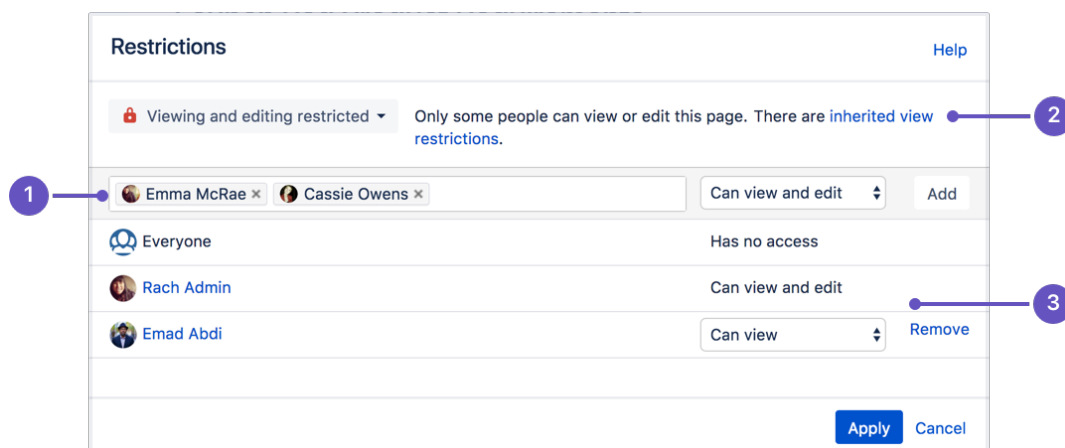 Restrictions
Help
Viewing and editing restricted
Only some people can view or edit this page. There are inherited view
restrictions.
2
1
Emma McRae ×
Cassie Owens ×
Can view and edit
Add
Everyone
Has no access
Rach Admin
Can view and edit
3
Emad Abdi
Can view
Remove
Apply
Cancel